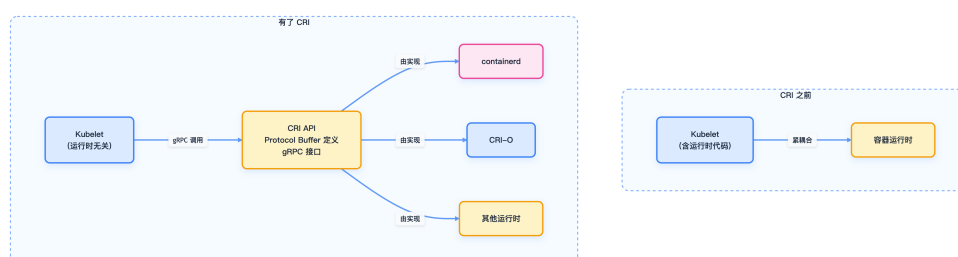 有了 CRI
Kubelet
(运行时无关)
gRPC 调用
CRI API
Protocol Buffer 定义
gRPC 接口
由实现
containerd
由实现
CRI-O
由实现
其他运行时
CRI 之前
Kubelet
(含运行时代码)
紧耦合
容器运行时